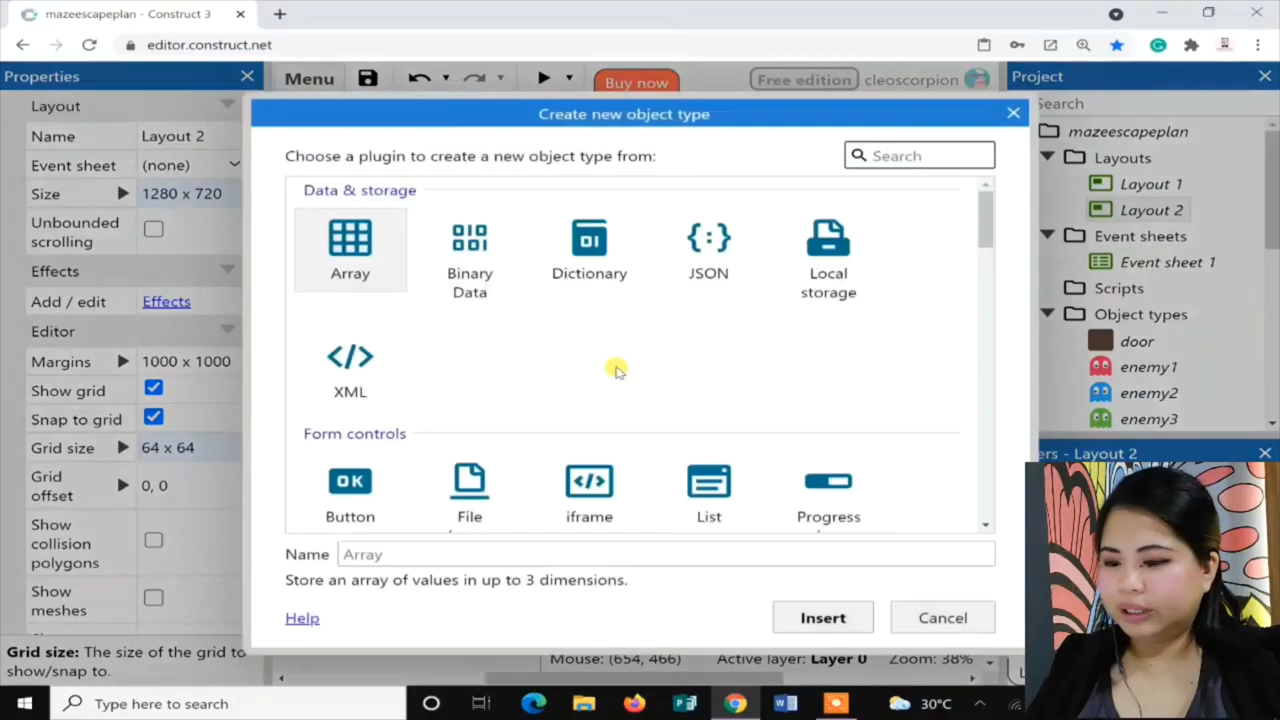 mazeescapeplan - Construct 3
editor.construct.net
Properties
Menu
Buy now
Free edition
cleoscorpion
Project
Layout
Name
Layout 2
Event sheet
(none)
Size
1280 x 720
Unbounded
scrolling
Effects
Add / edit
Effects
Editor
Margins
1000 x 1000
Show grid
Snap to grid
Grid size
64 x 64
Grid
offset
0, 0
Show
collision
polygons
Show
meshes
Grid size: The size of the grid to
show/snap to.
Create new object type
Choose a plugin to create a new object type from:
Search
Data & storage
Array
Binary
Data
Dictionary
JSON
Local
storage
XML
Form controls
OK
Button
File
iframe
List
Progress
Name
Array
Store an array of values in up to 3 dimensions.
Help
Insert
Cancel
Mouse: (654, 466)
Active layer: Layer 0
Zoom: 38%
Search
mazeescapeplan
Layouts
Layout 1
Layout 2
Event sheets
Event sheet 1
Scripts
Object types
door
enemy1
enemy2
enemy3
ers - Layout 2
Type here to search
30°C